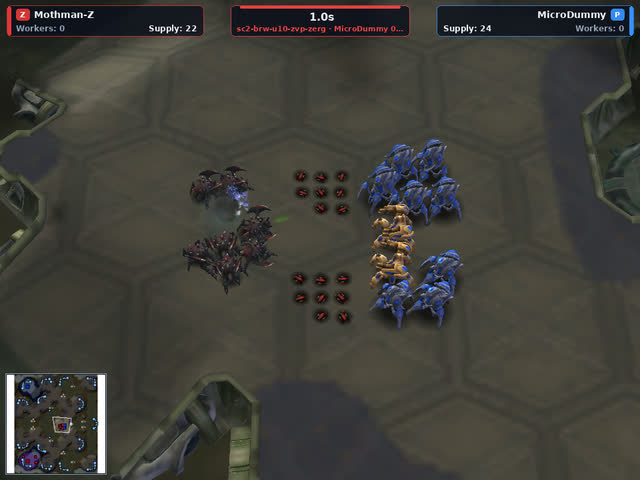 Z Mothman-Z
Workers: 0 Supply: 22
1.0s
sc2-brw-u10-zvp-zerg · MicroDummy 0...
MicroDummy P
Supply: 24 Workers: 0